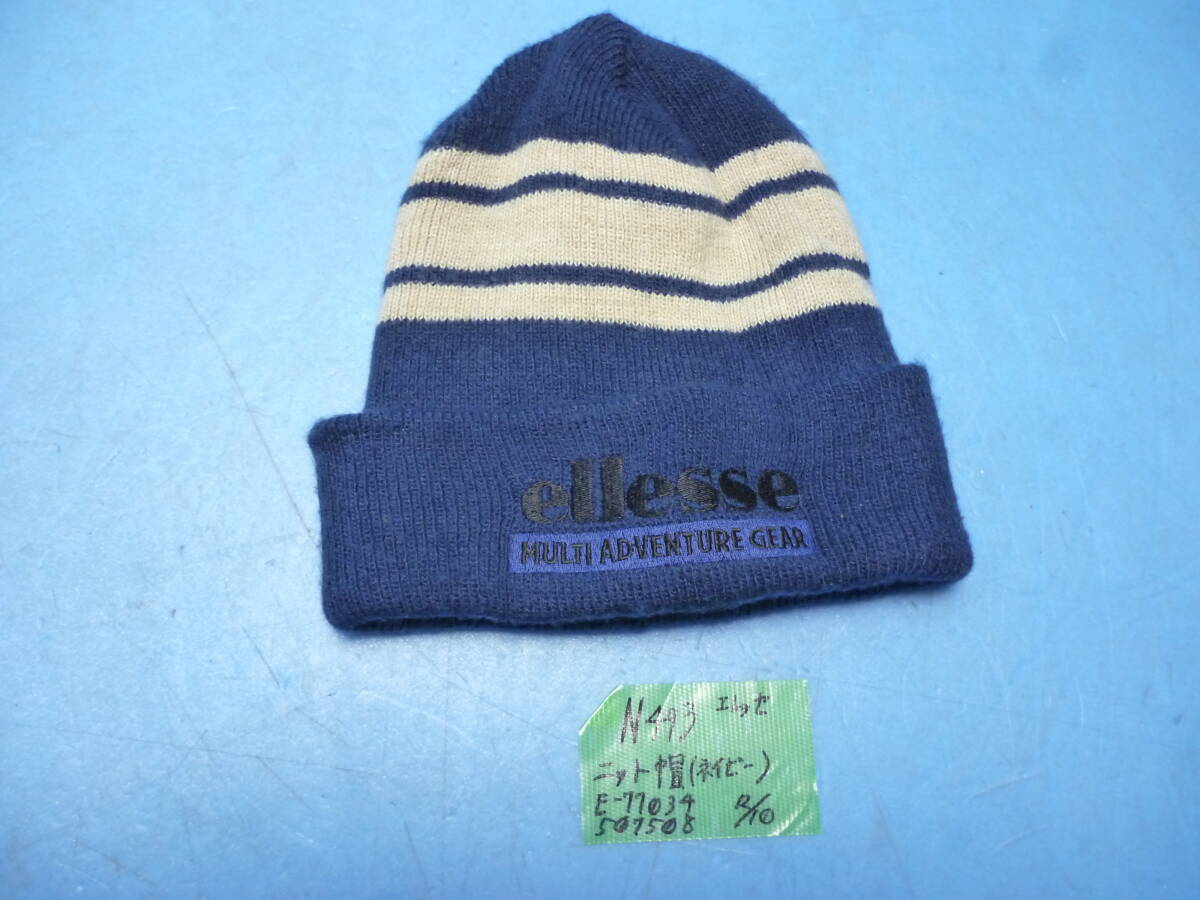 ellesse
MULTI ADVENTURE GEAR
N493 エレッセ
ニット帽(ネイビー)
E-77034
507508 12/10